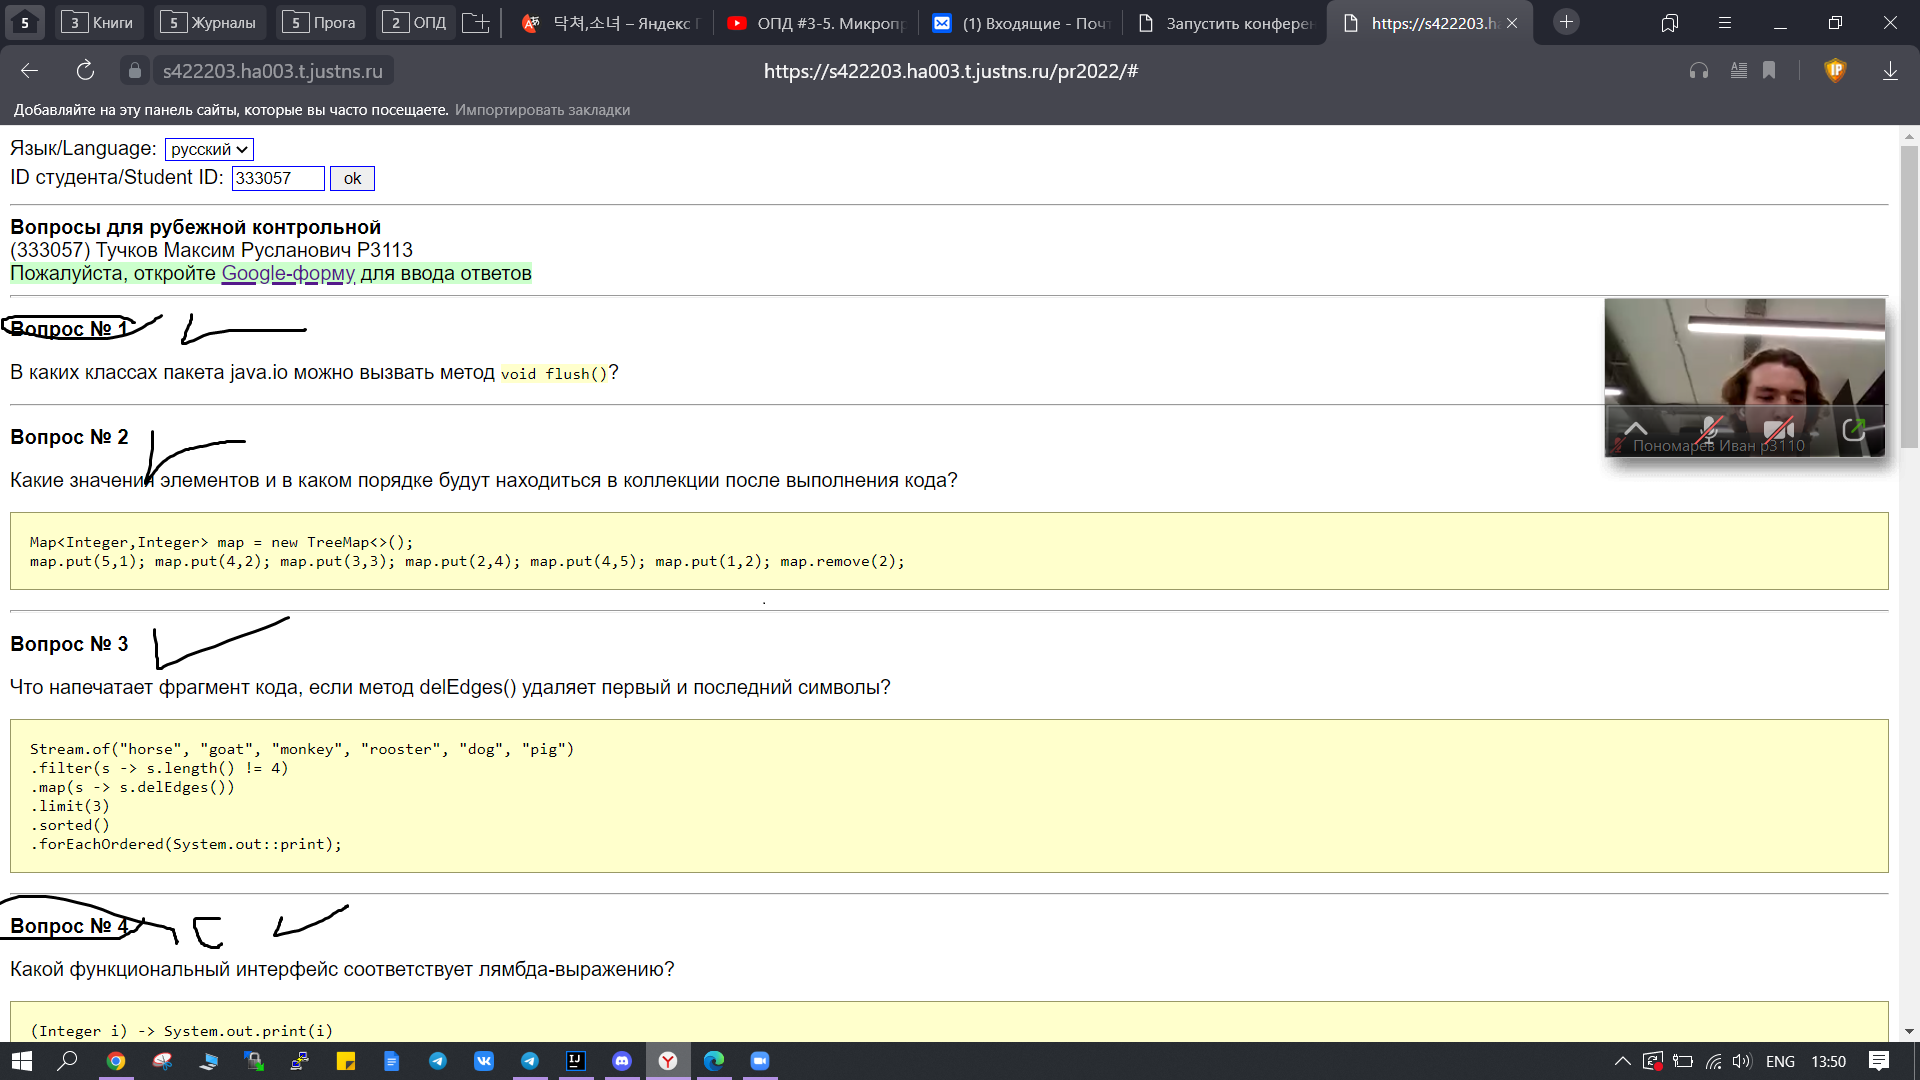 5
3 Книги
5 Журналы
5 Прога
2 ОПД
닥쳐,소녀 – Яндекс
ОПД #3-5. Микропр
(1) Входящие - Почт
Запустить конферен
https://s422203.ha
s422203.ha003.t.justns.ru
https://s422203.ha003.t.justns.ru/pr2022/#
Добавляйте на эту панель сайты, которые вы часто посещаете. Импортировать закладки
Язык/Language: русский
ID студента/Student ID: 333057 ok
Вопросы для рубежной контрольной
(333057) Тучков Максим Русланович P3113
Пожалуйста, откройте Google-форму для ввода ответов
Вопрос № 1
В каких классах пакета java.io можно вызвать метод void flush()?
Пономарев Иван p3110
Вопрос № 2
Какие значения элементов и в каком порядке будут находиться в коллекции после выполнения кода?
Map<Integer,Integer> map = new TreeMap<>();
map.put(5,1); map.put(4,2); map.put(3,3); map.put(2,4); map.put(4,5); map.put(1,2); map.remove(2);
Вопрос № 3
Что напечатает фрагмент кода, если метод delEdges() удаляет первый и последний символы?
Stream.of("horse", "goat", "monkey", "rooster", "dog", "pig")
.filter(s -> s.length() != 4)
.map(s -> s.delEdges())
.limit(3)
.sorted()
.forEachOrdered(System.out::print);
Вопрос № 4
Какой функциональный интерфейс соответствует лямбда-выражению?
(Integer i) -> System.out.print(i)
ENG 13:50